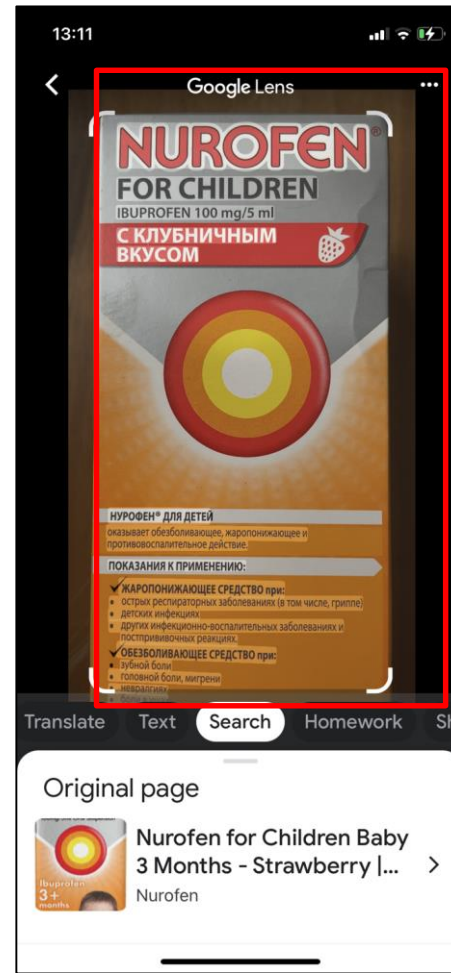 13:11
Google Lens
NUROFEN®
FOR CHILDREN
IBUPROFEN 100 mg/5 ml
С КЛУБНИЧНЫМ
ВКУСОМ
НУРОФЕН® ДЛЯ ДЕТЕЙ
оказывает обезболивающее, жаропонижающее и
противовоспалительное действие.
ПОКАЗАНИЯ К ПРИМЕНЕНИЮ:
ЖАРОПОНИЖАЮЩЕЕ СРЕДСТВО при:
• острых респираторных заболеваниях (в том числе, гриппе)
• детских инфекциях
• других инфекционно-воспалительных заболеваниях и
постпрививочных реакциях.
ОБЕЗБОЛИВАЮЩЕЕ СРЕДСТВО при:
• зубной боли
• головной боли, мигрени
• невралгиях
Translate Text Search Homework Sh
Original page
Nurofen for Children Baby
3 Months - Strawberry |...
Nurofen
Ibuprofen
3+
months